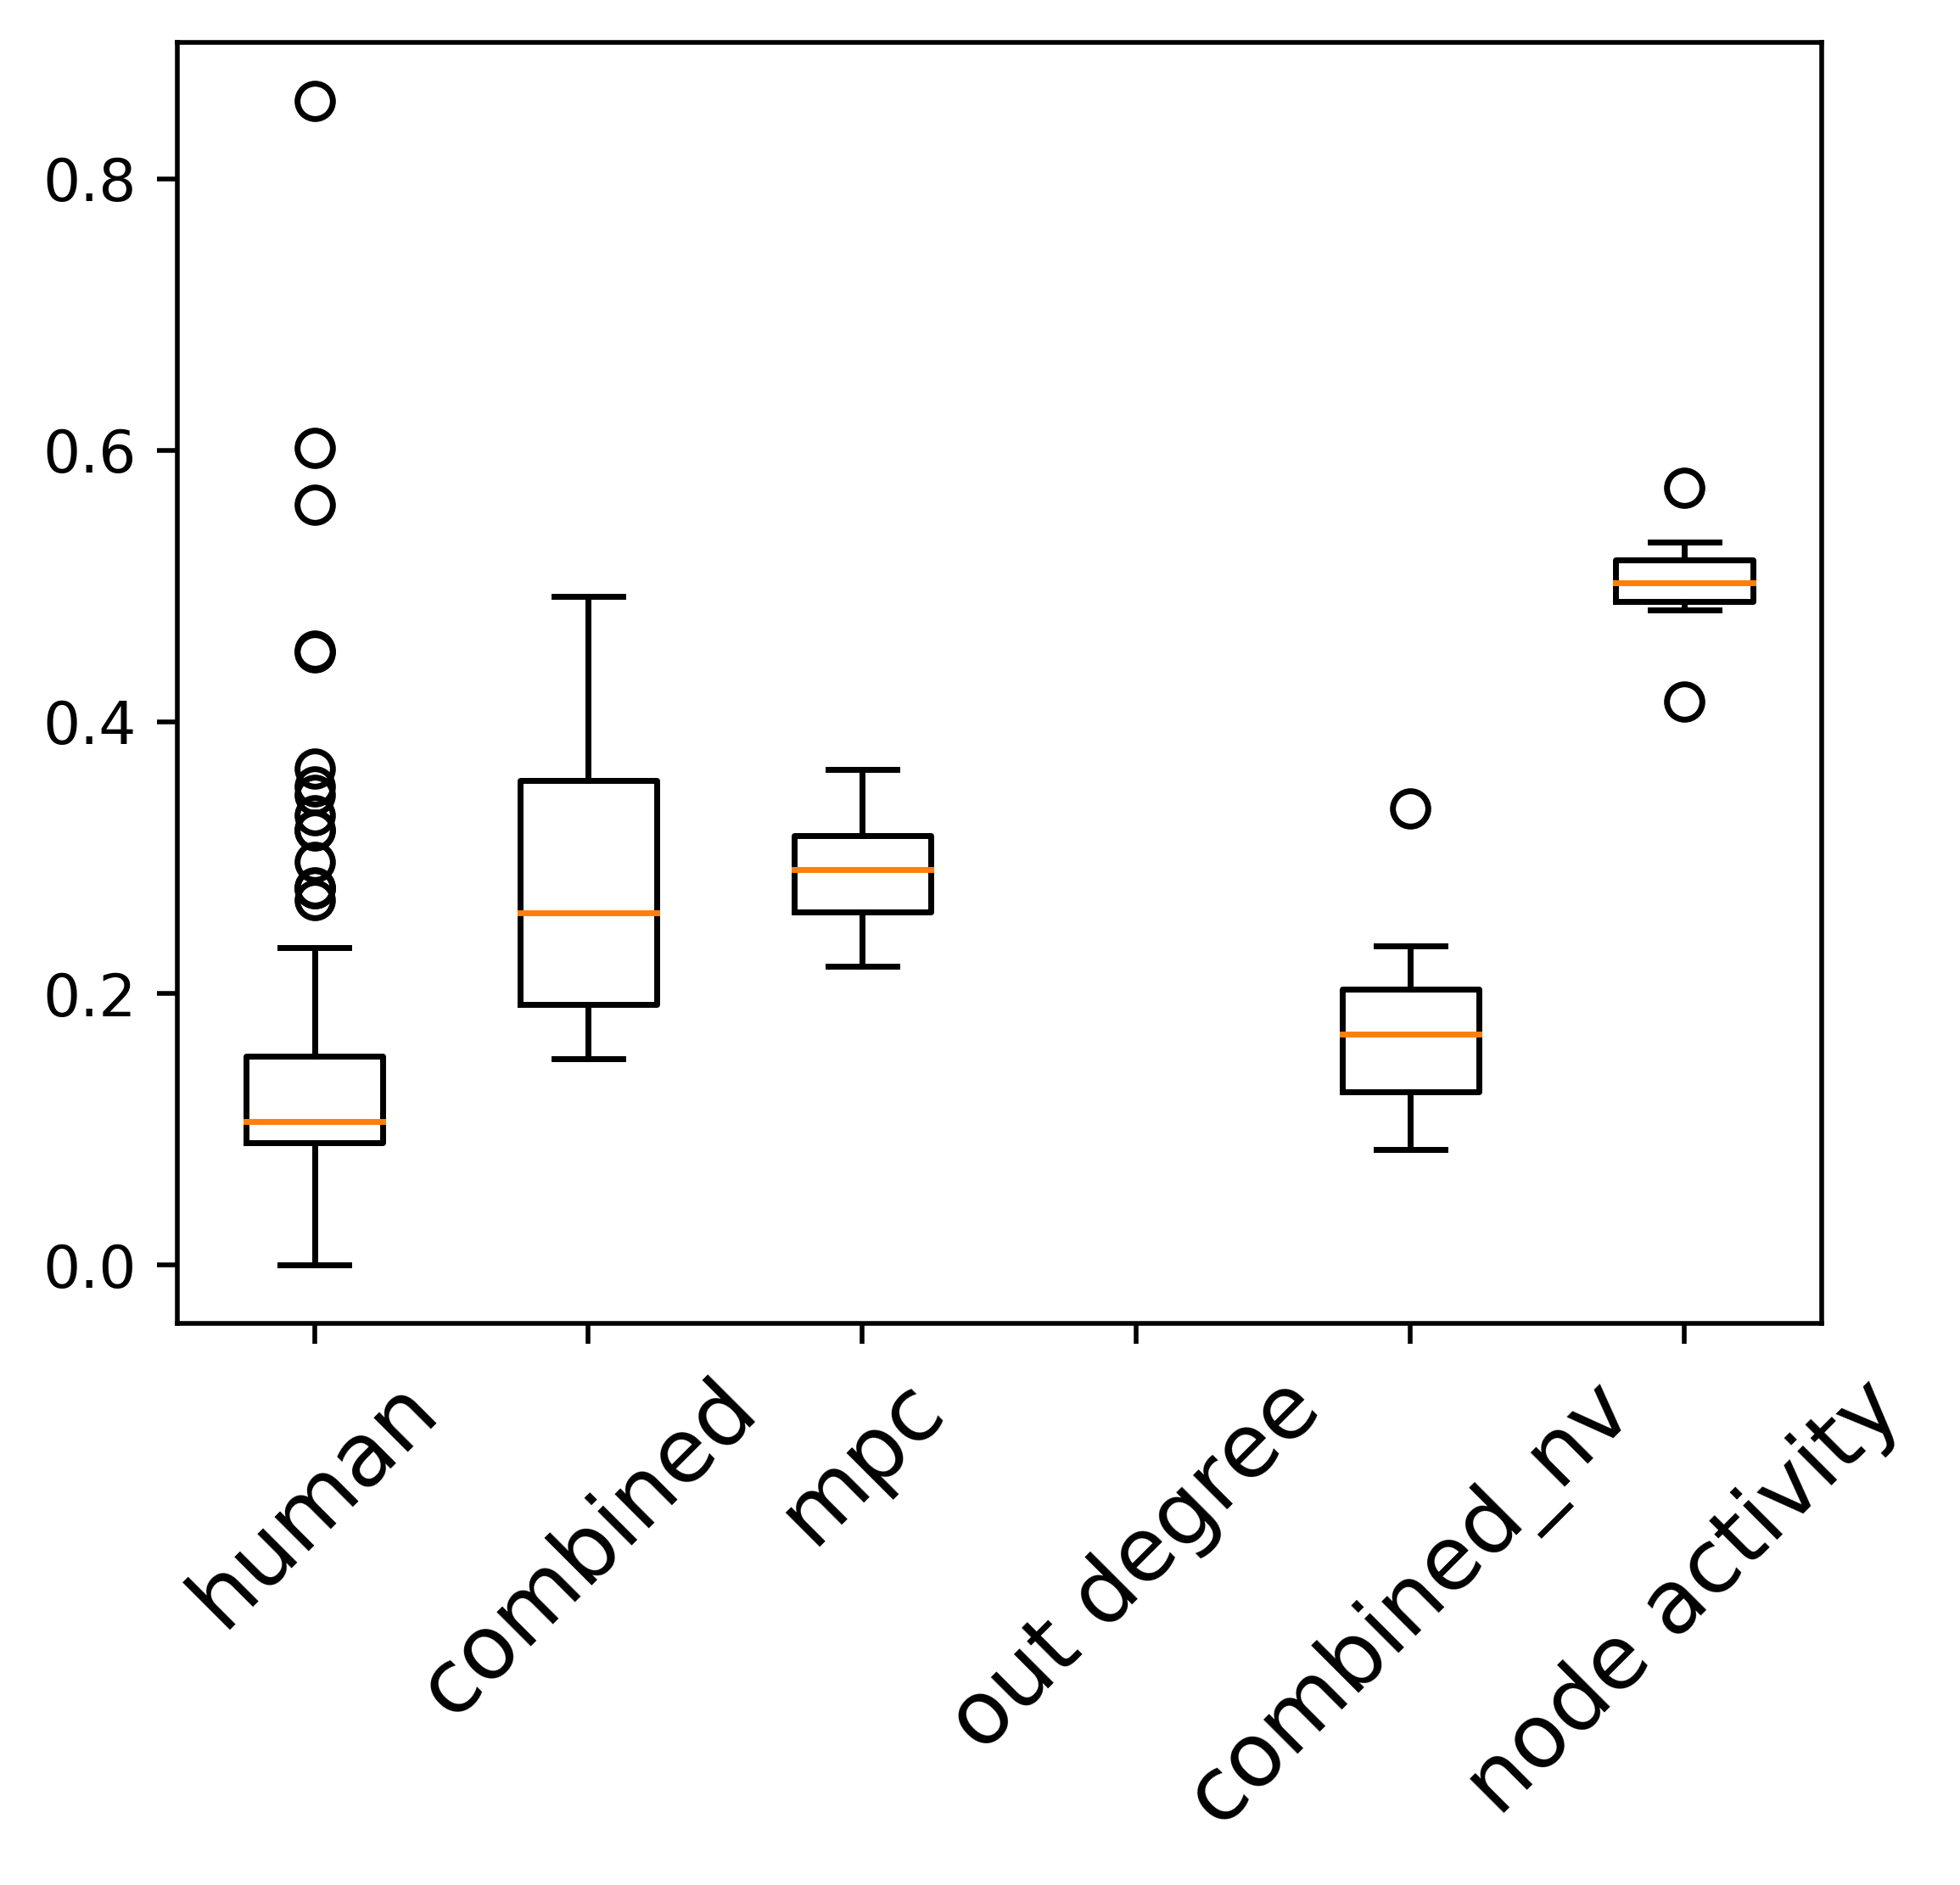 0.8
0.6
0.4
0.2
0.0
human
combined
mpc
out degree
combined_nv
node activity